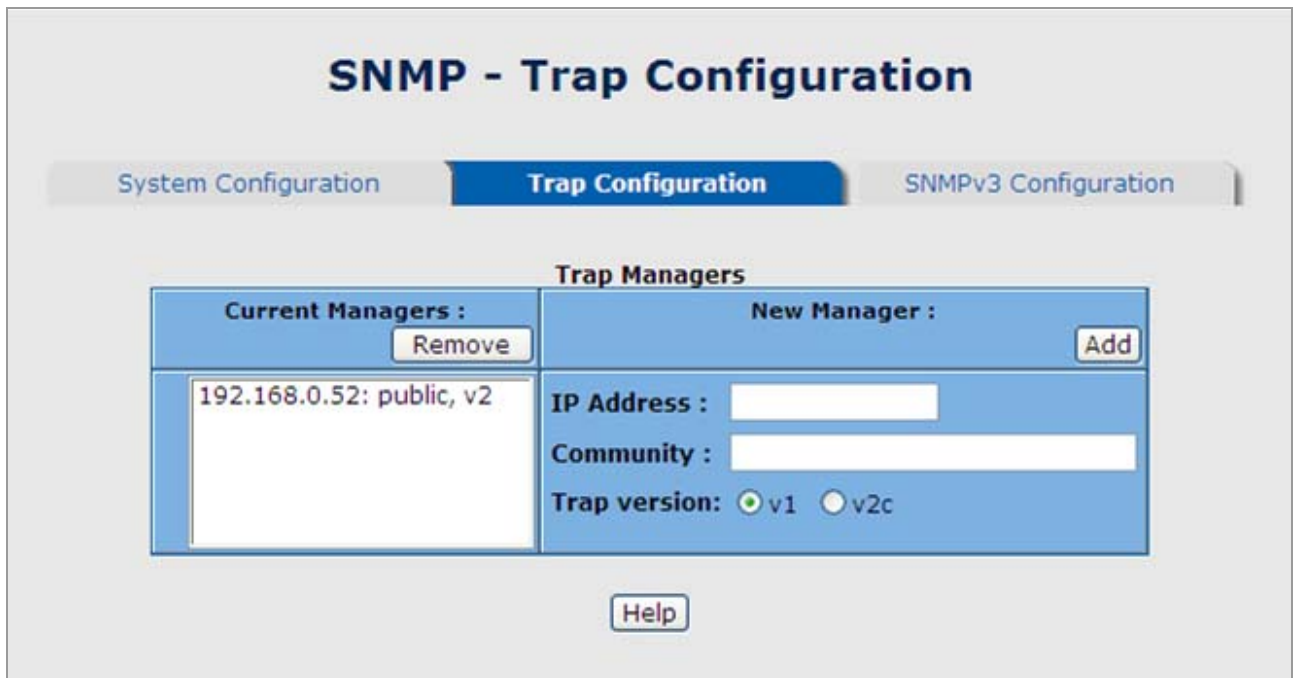 SNMP - Trap Configuration
System Configuration
Trap Configuration
SNMPv3 Configuration
Trap Managers
Current Managers :
Remove
New Manager :
Add
192.168.0.52: public, v2
IP Address :
Community :
Trap version: v1 v2c
Help